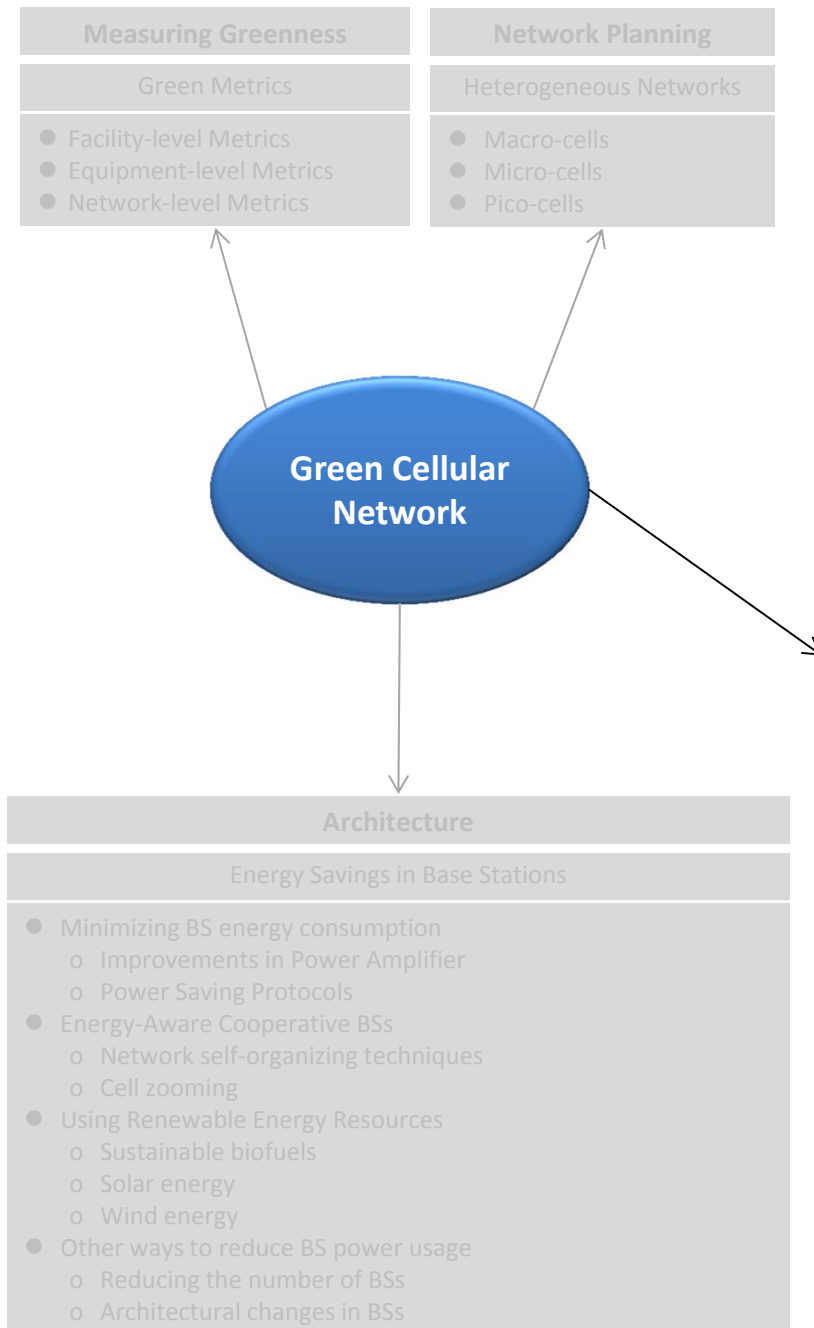 Measuring Greenness
Green Metrics
● Facility-level Metrics
● Equipment-level Metrics
● Network-level Metrics
Network Planning
Heterogeneous Networks
● Macro-cells
● Micro-cells
● Pico-cells
Green Cellular
Network
Architecture
Energy Savings in Base Stations
● Minimizing BS energy consumption
o Improvements in Power Amplifier
o Power Saving Protocols
● Energy-Aware Cooperative BSs
o Network self-organizing techniques
o Cell zooming
● Using Renewable Energy Resources
o Sustainable biofuels
o Solar energy
o Wind energy
● Other ways to reduce BS power usage
o Reducing the number of BSs
o Architectural changes in BSs